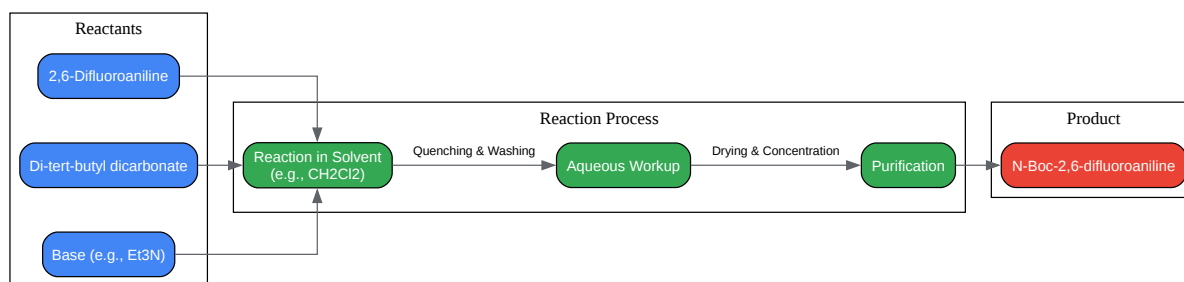 Reactants
2,6-Difluoroaniline
Di-tert-butyl dicarbonate
Base (e.g., Et3N)
Reaction Process
Reaction in Solvent
(e.g., CH2Cl2)
Quenching & Washing
Aqueous Workup
Drying & Concentration
Purification
Product
N-Boc-2,6-difluoroaniline